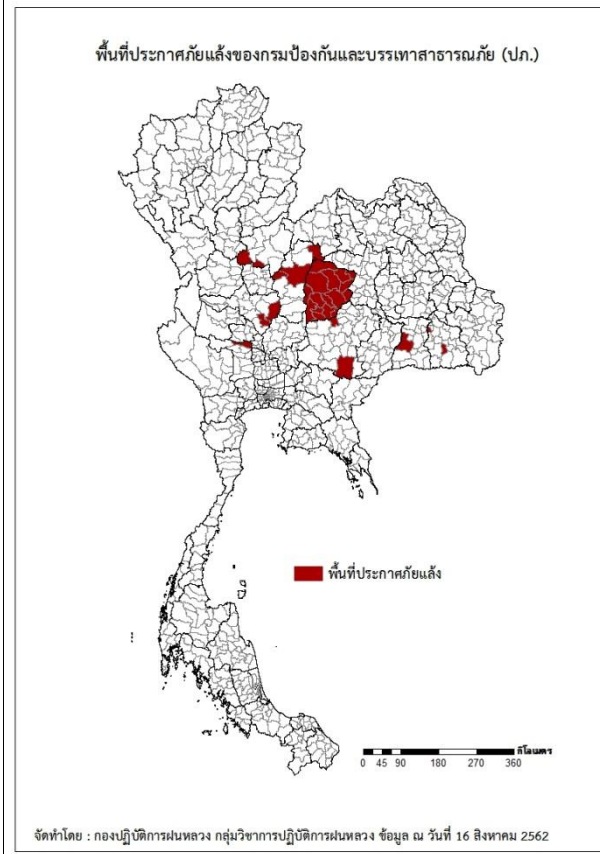 พื้นที่ประกาศภัยแล้งของกรมป้องกันและบรรเทาสาธารณภัย (ปภ.)
พื้นที่ประกาศภัยแล้ง
กิโลเมตร
0 45 90 180 270 360
จัดทำโดย : กองปฏิบัติการฝนหลวง กลุ่มวิชาการปฏิบัติการฝนหลวง ข้อมูล ณ วันที่ 16 สิงหาคม 2562